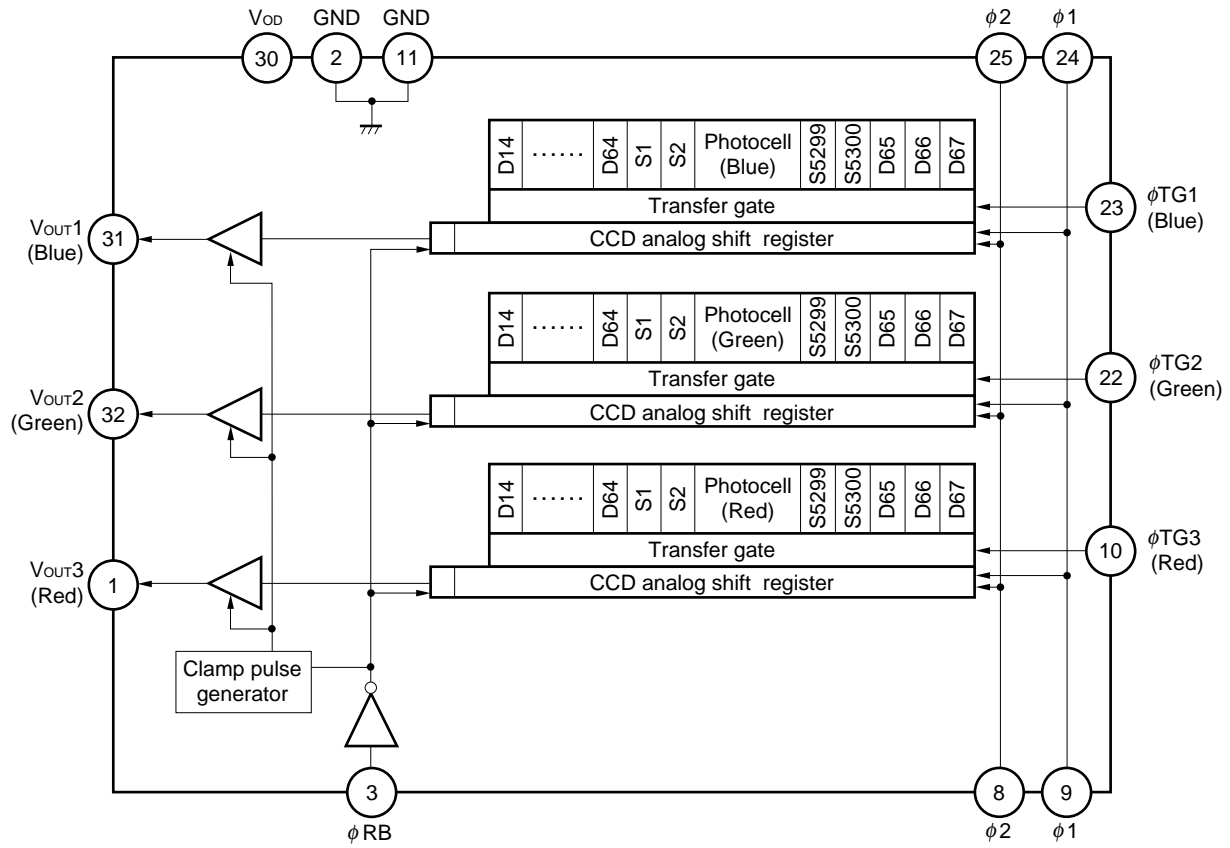 VOD GND GND φ2 φ1
30 2 11 25 24
D14 ...... D64 S1 S2 Photocell (Blue) S5299 S5300 D65 D66 D67
Transfer gate
23 φTG1 (Blue)
VOUT1 (Blue) 31
CCD analog shift register
D14 ...... D64 S1 S2 Photocell (Green) S5299 S5300 D65 D66 D67
Transfer gate
22 φTG2 (Green)
VOUT2 (Green) 32
CCD analog shift register
D14 ...... D64 S1 S2 Photocell (Red) S5299 S5300 D65 D66 D67
Transfer gate
10 φTG3 (Red)
VOUT3 (Red) 1
CCD analog shift register
Clamp pulse
generator
3 8 9
φRB φ2 φ1